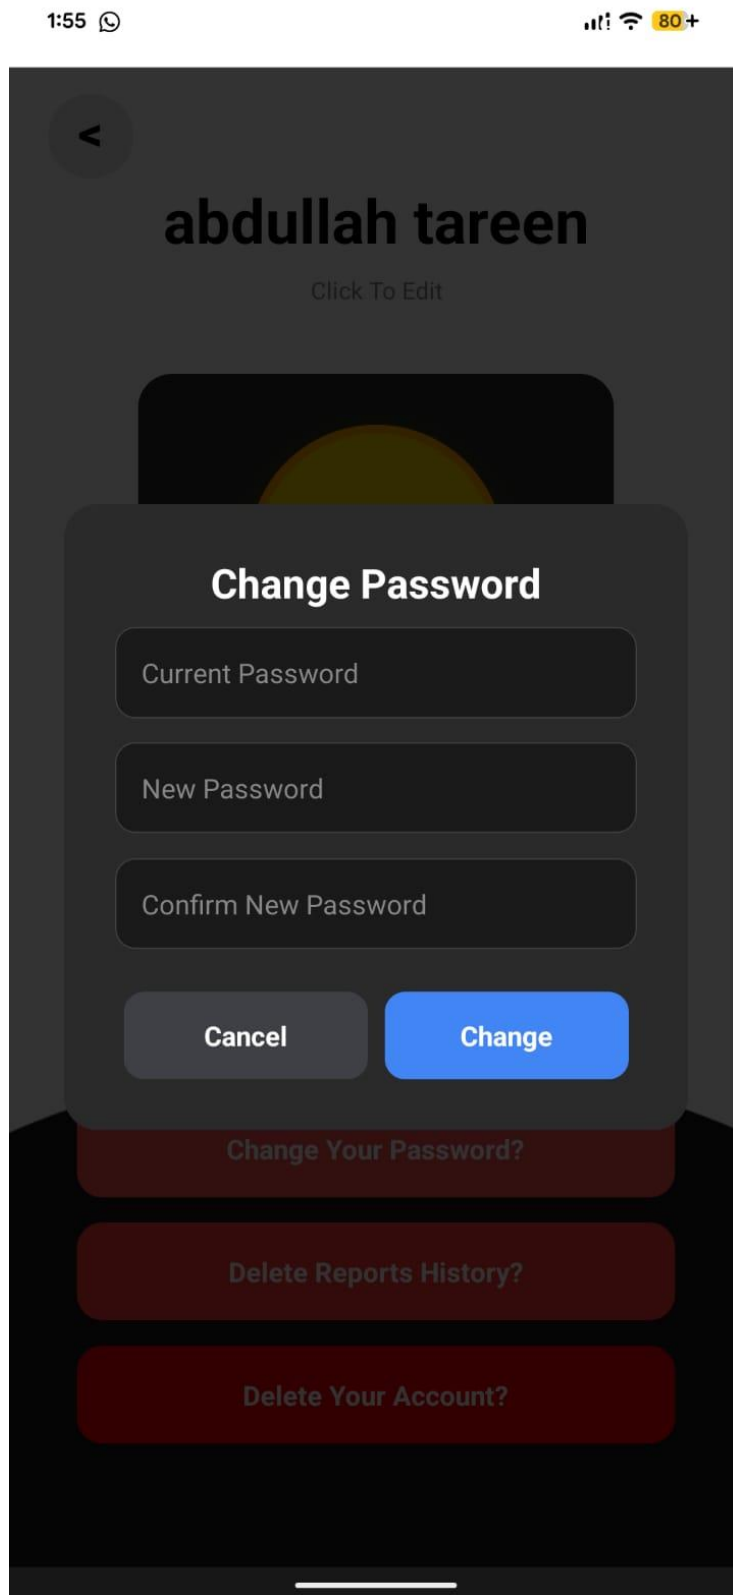 1:55
80+
<
abdullah tareen
Click To Edit
Change Password
Current Password
New Password
Confirm New Password
Cancel Change
Change Your Password?
Delete Reports History?
Delete Your Account?